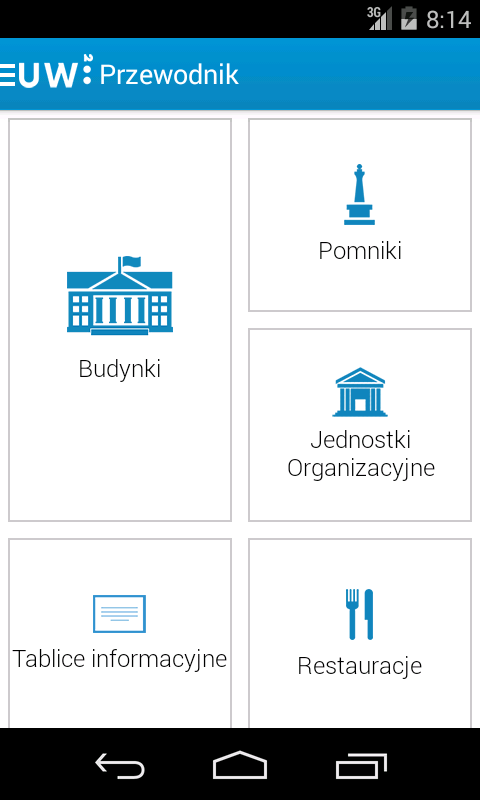 3G 8:14
UW Przewodnik
Pomniki
Budynki
Jednostki
Organizacyjne
Tablice informacyjne
Restauracje